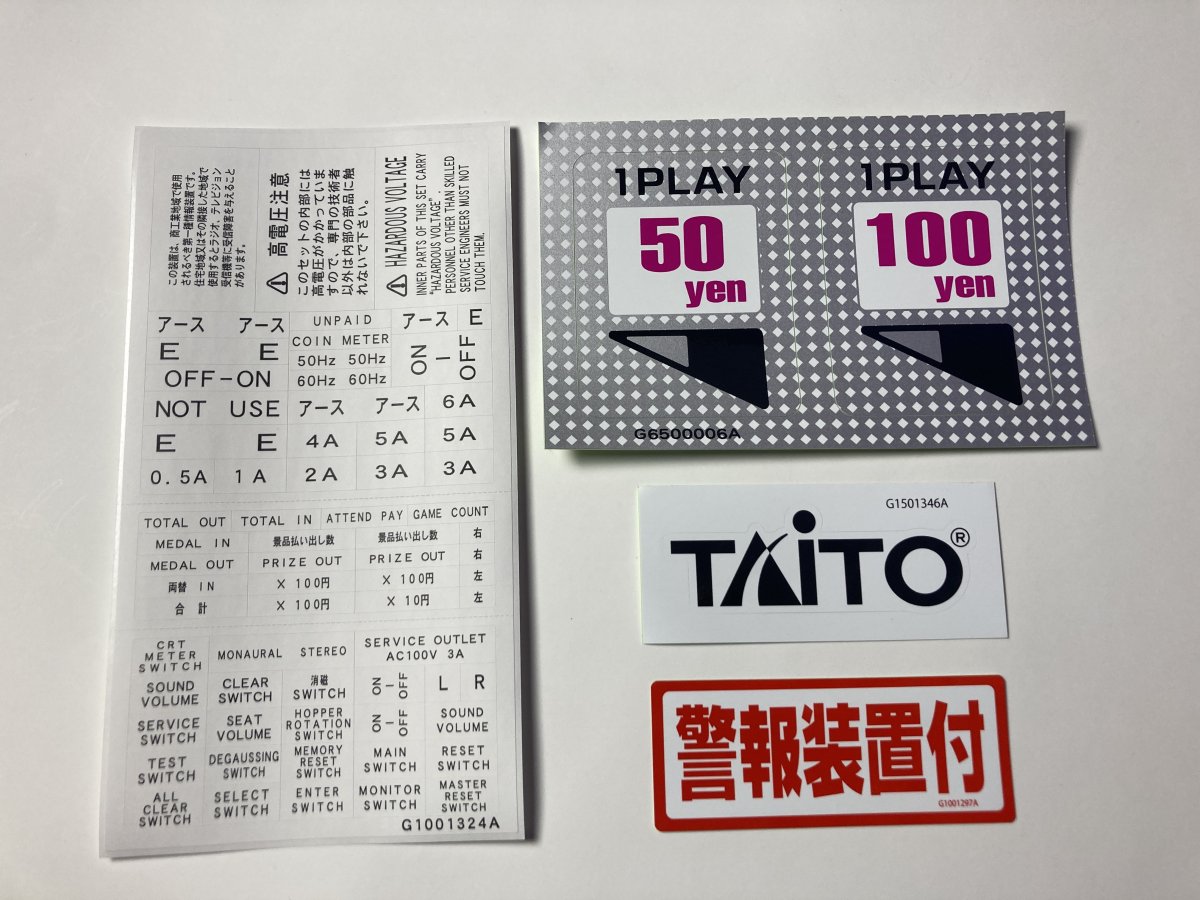 この装置は、商工業地域で使用
されるべき第一種情報装置です。
住宅地域又はその隣接した地域で
使用するとラジオ、テレビジョン
受信機等に受信障害を与えること
があります。
高電圧注意
このセットの内部には
高電圧がかかっていま
すので、専門の技術者
以外は内部の部品に触
れないで下さい。
HAZARDOUS VOLTAGE
INNER PARTS OF THIS SET CARRY
"HAZARDOUS VOLTAGE".
PERSONNEL OTHER THAN SKILLED
SERVICE ENGINEERS MUST NOT
TOUCH THEM.
アース アース UNPAID アース E
E E COIN METER ON-OFF
OFF-ON 50Hz 50Hz
60Hz 60Hz
NOT USE アース アース 6A
E E 4A 5A 5A
0.5A 1A 2A 3A 3A
TOTAL OUT TOTAL IN ATTEND PAY GAME COUNT
MEDAL IN 景品払い出し数 景品払い出し数 右
MEDAL OUT PRIZE OUT PRIZE OUT 右
両替 IN × 100円 × 100円 左
合 計 × 100円 × 10円 左
CRT
METER
SWITCH
MONAURAL STEREO
SERVICE OUTLET
AC100V 3A
SOUND
VOLUME
CLEAR
SWITCH
消磁
SWITCH
ON-OFF
L R
SERVICE
SWITCH
SEAT
VOLUME
HOPPER
ROTATION
SWITCH
ON-OFF
SOUND
VOLUME
TEST
SWITCH
DEGAUSSING
SWITCH
MEMORY
RESET
SWITCH
MAIN
SWITCH
RESET
SWITCH
ALL
CLEAR
SWITCH
SELECT
SWITCH
ENTER
SWITCH
MONITOR
SWITCH
MASTER
RESET
SWITCH
G1001324A
1PLAY
50
yen
1PLAY
100
yen
G6500006A
G1501346A
TAITO®
警報装置付
G1001297A